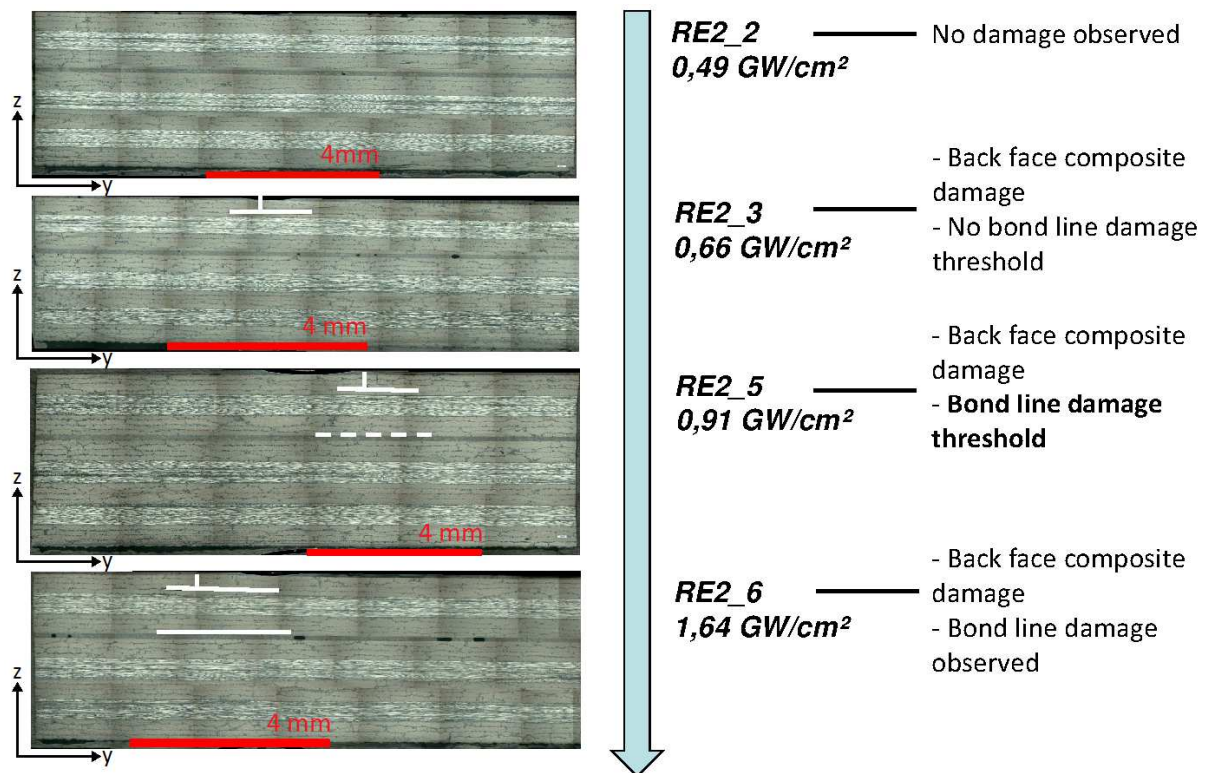 z
y
4mm
RE2_2
0,49 GW/cm²
No damage observed
z
y
4 mm
RE2_3
0,66 GW/cm²
- Back face composite
damage
- No bond line damage
threshold
z
y
4 mm
RE2_5
0,91 GW/cm²
- Back face composite
damage
- Bond line damage
threshold
z
y
4 mm
RE2_6
1,64 GW/cm²
- Back face composite
damage
- Bond line damage
observed